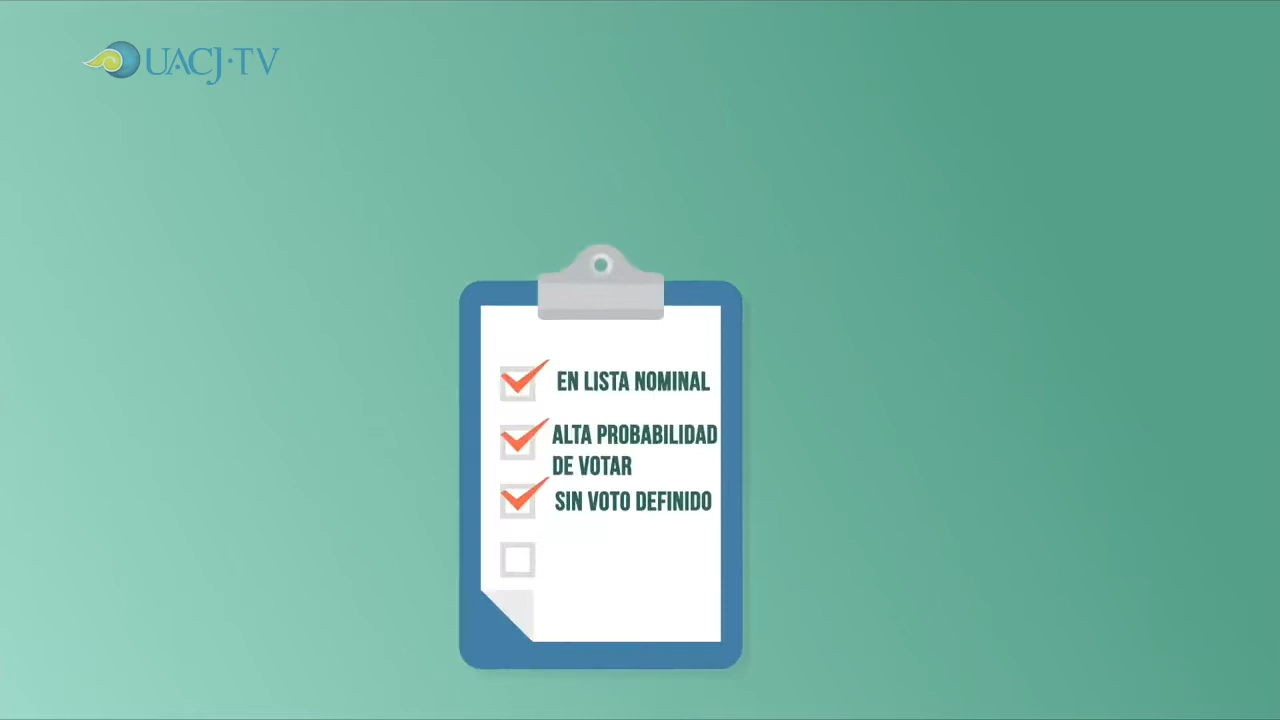 UACJ·TV
EN LISTA NOMINAL
ALTA PROBABILIDAD
DE VOTAR
SIN VOTO DEFINIDO